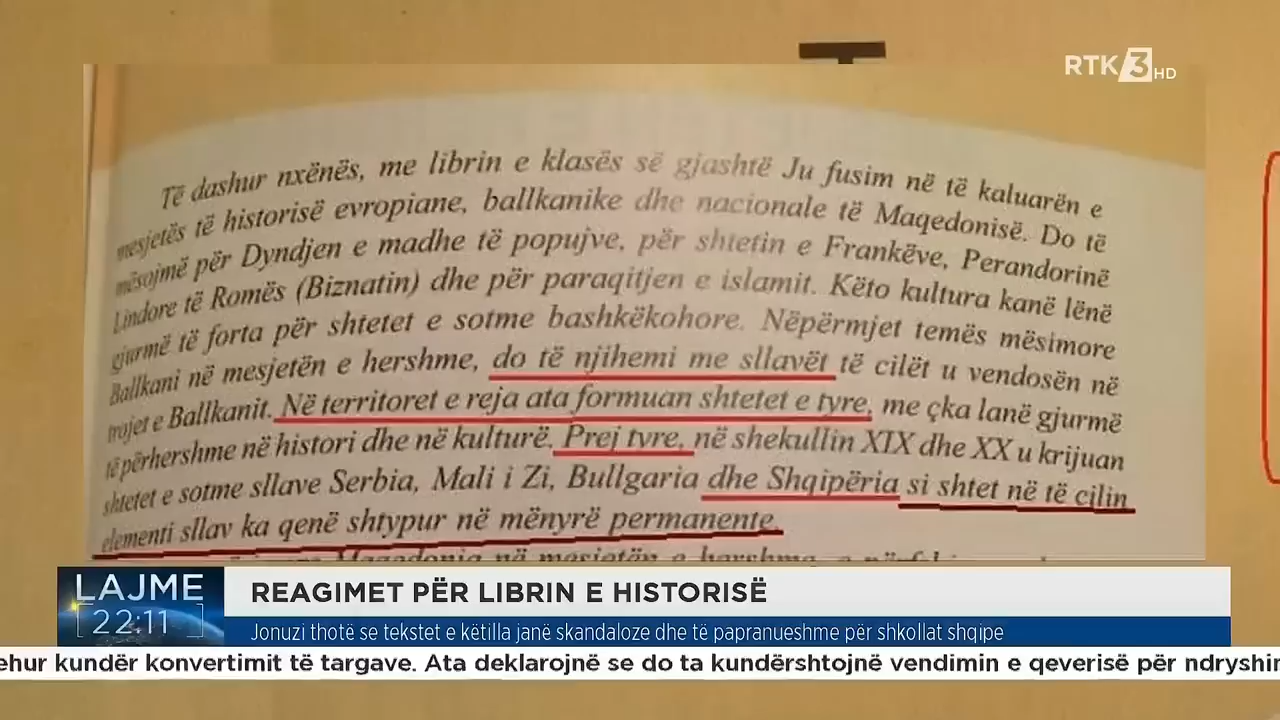 RTK 3 HD
Të dashur nxënës, me librin e klasës së gjashtë Ju fusim në të kaluarën e
mesjetës të historisë evropiane, ballkanike dhe nacionale të Maqedonisë. Do të
mësojmë për Dyndjen e madhe të popujve, për shtetin e Frankëve, Perandorinë
Lindore të Romës (Biznatin) dhe për paraqitjen e islamit. Këto kultura kanë lënë
gjurmë të forta për shtetet e sotme bashkëkohore. Nëpërmjet temës mësimore
Ballkani në mesjetën e hershme, do të njihemi me sllavët të cilët u vendosën në
trojet e Ballkanit. Në territoret e reja ata formuan shtetet e tyre, me çka lanë gjurmë
të përhershme në histori dhe në kulturë. Prej tyre, në shekullin XIX dhe XX u krijuan
shtetet e sotme sllave Serbia, Mali i Zi, Bullgaria dhe Shqipëria si shtet në të cilin
elementi sllav ka qenë shtypur në mënyrë permanente.
Maqedonia në mesjetën e hershme,
LAJME
22:11
REAGIMET PËR LIBRIN E HISTORISË
Jonuzi thotë se tekstet e këtilla janë skandaloze dhe të papranueshme për shkollat shqipe
ehur kundër konvertimit të targave. Ata deklarojnë se do ta kundërshtojnë vendimin e qeverisë për ndryshi